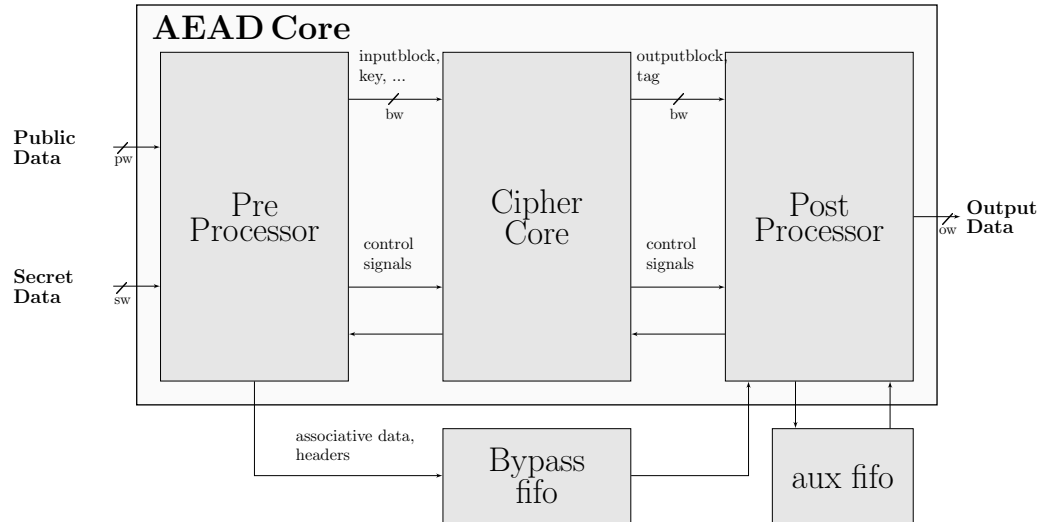 AEAD Core
inputblock,
key, ...
bw
outputblock,
tag
bw
Public
Data
pw
Pre
Processor
Cipher
Core
Post
Processor
Output
Data
ow
control
signals
control
signals
Secret
Data
sw
associative data,
headers
Bypass
fifo
aux fifo